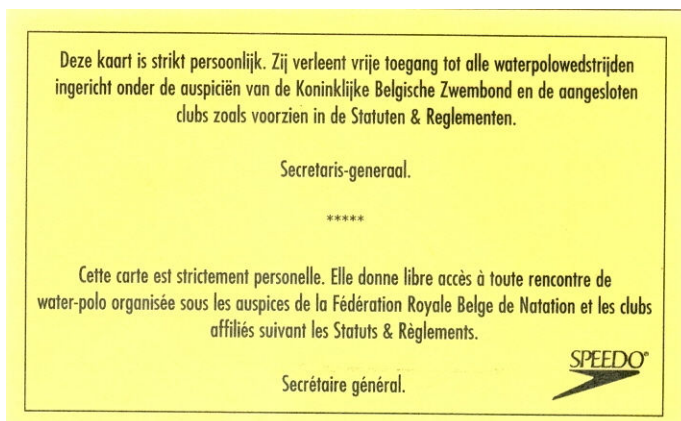 Deze kaart is strikt persoonlijk. Zij verleent vrije toegang tot alle waterpolowedstrijden
ingericht onder de auspiciën van de Koninklijke Belgische Zwembond en de aangesloten
clubs zoals voorzien in de Statuten & Reglementen.
Secretaris-generaal.
*****
Cette carte est strictement personelle. Elle donne libre accès à toute rencontre de
water-polo organisée sous les auspices de la Fédération Royale Belge de Natation et les clubs
affiliés suivant les Statuts & Règlements.
Secrétaire général.
SPEEDO®